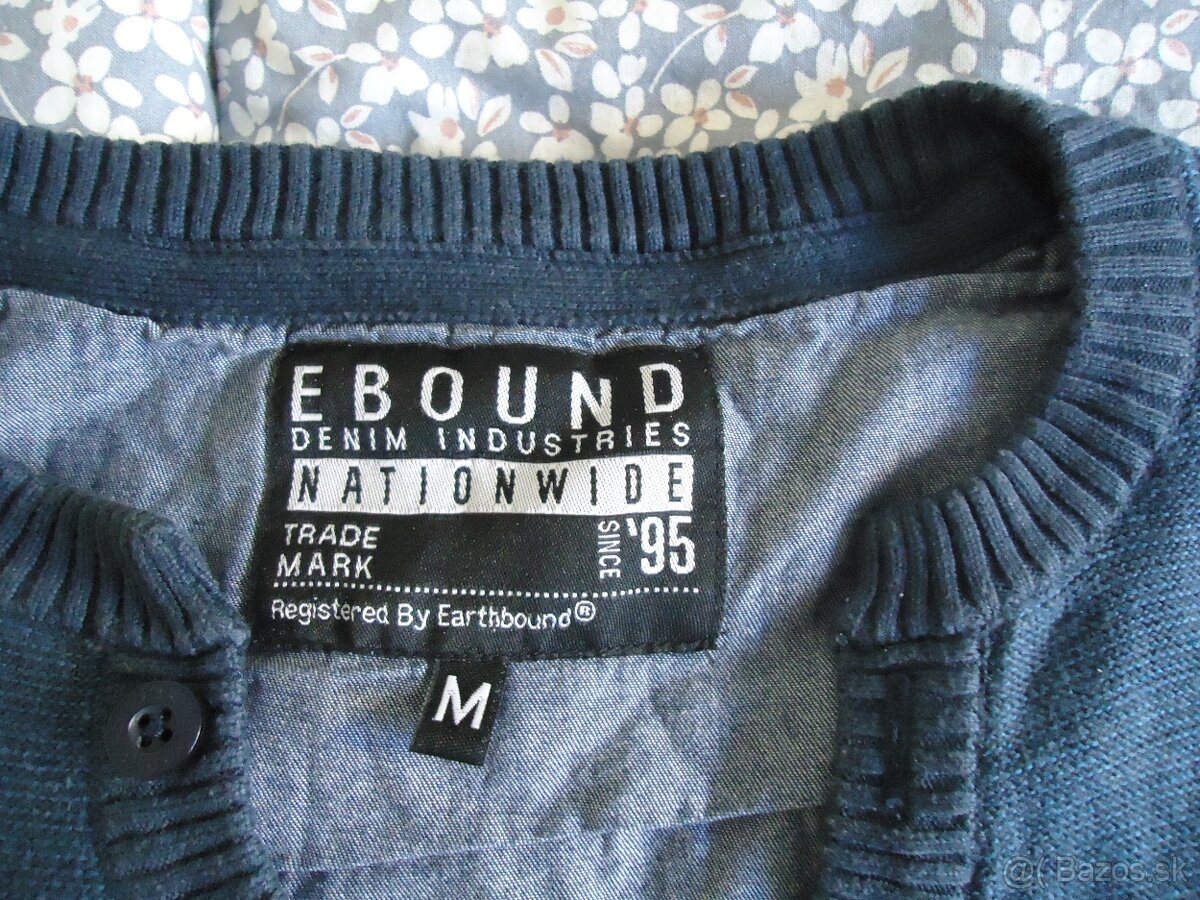 EBOUND
DENIM INDUSTRIES
NATIONWIDE
TRADE
MARK
SINCE
'95
Registered By Earthbound®
M
@( Bazos.sk